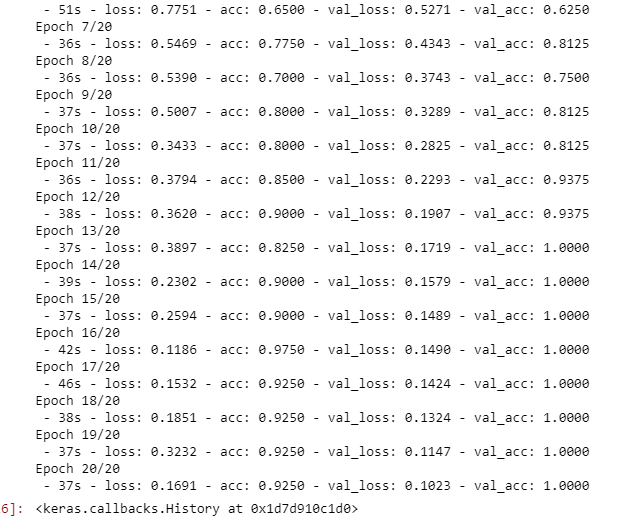 - 51s - loss: 0.7751 - acc: 0.6500 - val_loss: 0.5271 - val_acc: 0.6250
Epoch 7/20
- 36s - loss: 0.5469 - acc: 0.7750 - val_loss: 0.4343 - val_acc: 0.8125
Epoch 8/20
- 36s - loss: 0.5390 - acc: 0.7000 - val_loss: 0.3743 - val_acc: 0.7500
Epoch 9/20
- 37s - loss: 0.5007 - acc: 0.8000 - val_loss: 0.3289 - val_acc: 0.8125
Epoch 10/20
- 37s - loss: 0.3433 - acc: 0.8000 - val_loss: 0.2825 - val_acc: 0.8125
Epoch 11/20
- 36s - loss: 0.3794 - acc: 0.8500 - val_loss: 0.2293 - val_acc: 0.9375
Epoch 12/20
- 38s - loss: 0.3620 - acc: 0.9000 - val_loss: 0.1907 - val_acc: 0.9375
Epoch 13/20
- 37s - loss: 0.3897 - acc: 0.8250 - val_loss: 0.1719 - val_acc: 1.0000
Epoch 14/20
- 39s - loss: 0.2302 - acc: 0.9000 - val_loss: 0.1579 - val_acc: 1.0000
Epoch 15/20
- 37s - loss: 0.2594 - acc: 0.9000 - val_loss: 0.1489 - val_acc: 1.0000
Epoch 16/20
- 42s - loss: 0.1186 - acc: 0.9750 - val_loss: 0.1490 - val_acc: 1.0000
Epoch 17/20
- 46s - loss: 0.1532 - acc: 0.9250 - val_loss: 0.1424 - val_acc: 1.0000
Epoch 18/20
- 38s - loss: 0.1851 - acc: 0.9250 - val_loss: 0.1324 - val_acc: 1.0000
Epoch 19/20
- 37s - loss: 0.3232 - acc: 0.9250 - val_loss: 0.1147 - val_acc: 1.0000
Epoch 20/20
- 37s - loss: 0.1691 - acc: 0.9250 - val_loss: 0.1023 - val_acc: 1.0000
6]: <keras.callbacks.History at 0x1d7d910c1d0>